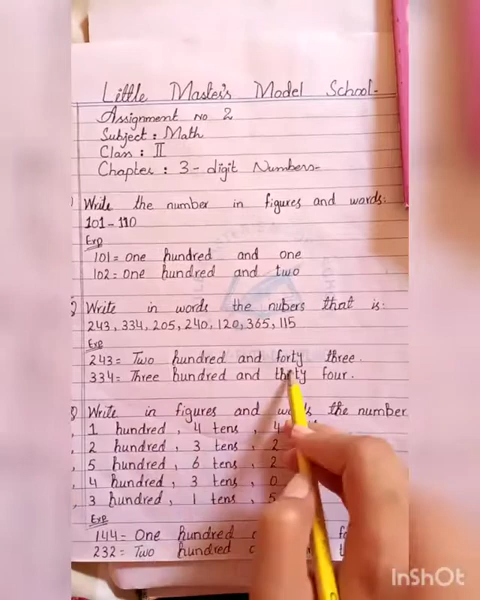 Little Master's Model School-
Assignment No 2
Subject : Math
Class : II
Chapter : 3-digit Numbers-
Write the number in figures and words:
101-110
Exp
101= one hundred and one
102= one hundred and two
Write in words the nubers that is:
243, 334, 205, 240, 120, 365, 115
Exp
243= Two hundred and forty three.
334= Three hundred and thirty four.
Write in figures and words the number
1 hundred, 4 tens, 4
2 hundred, 3 tens, 2
5 hundred, 6 tens, 2
4 hundred, 3 tens, 0
3 hundred, 1 tens, 5
Exp
144= One hundred
232= Two hundred
InShOt